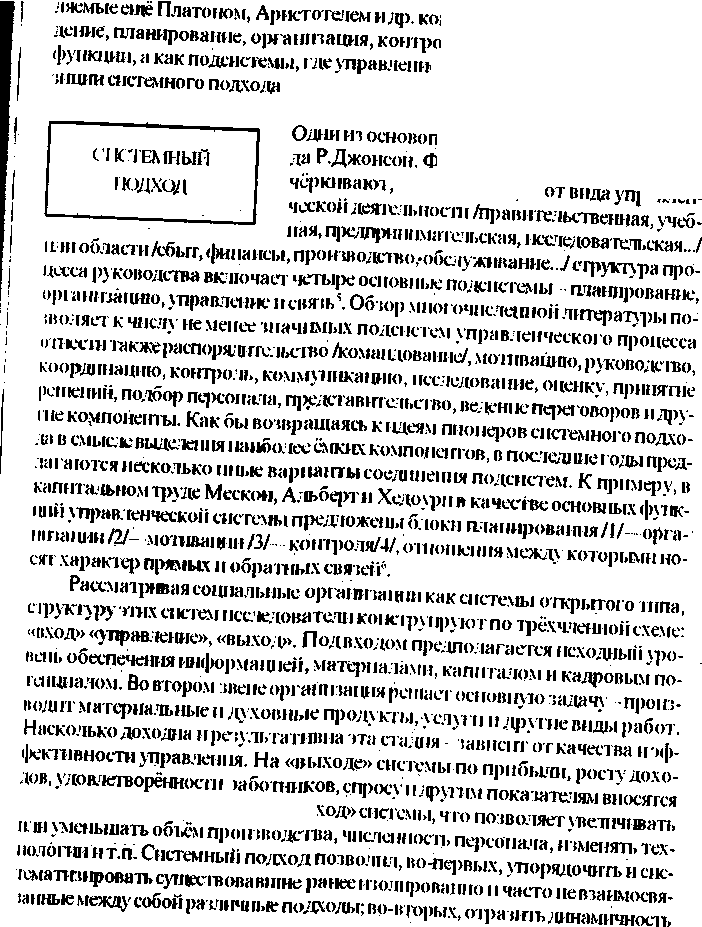 ляемые ещё Платоном, Аристотелем и др. ко
дение, планирование, организация, контро
функции, а как подсистемы, где управлени
зиции системного подхода
СИСТЕМНЫЙ
ПОДХОД
Одни из основоп
да Р.Джонсон, Ф
чёркивают, от вида упр
ческой деятельности /правительственная, учеб-
ная, предпринимательская, исследовательская.../
или области /сбыт, финансы, производство, обслуживание.../ структура про-
цесса руководства включает четыре основные подсистемы - планирование,
организацию, управление и связь⁵. Обзор многочисленной литературы по-
зволяет к числу не менее значимых подсистем управленческого процесса
отнести также распорядительство /командование/, мотивацию, руководство,
координацию, контроль, коммуникацию, исследование, оценку, принятие
решений, подбор персонала, представительство, ведение переговоров и дру-
гие компоненты. Как бы возвращаясь к идеям пионеров системного подхо-
да в смысле выделения наиболее ёмких компонентов, в последние годы пред-
лагаются несколько иные варианты соединения подсистем. К примеру, в
капитальном труде Мескон, Альберт и Хедоури в качестве основных функ-
ций управленческой системы предложены блоки планирования /1/— орга-
низации /2/— мотивации /3/— контроля/4/, отношения между которыми но-
сят характер прямых и обратных связей⁶.
Рассматривая социальные организации как системы открытого типа,
структуру этих систем исследователи конструируют по трёхчленной схеме:
«вход» «управление», «выход». Под входом предполагается исходный уро-
вень обеспечения информацией, материалами, капиталом и кадровым по-
тенциалом. Во втором звене организация решает основную задачу - произ-
водит материальные и духовные продукты, услуги и другие виды работ.
Насколько доходна и результативна эта стадия - зависит от качества и эф-
фективности управления. На «выходе» системы по прибыли, росту дохо-
дов, удовлетворённости работников, спросу и другим показателям вносятся
ход» системы, что позволяет увеличивать
или уменьшать объём производства, численность персонала, изменять тех-
нологии и т.п. Системный подход позволил, во-первых, упорядочить и сис-
тематизировать существовавшие ранее изолированно и часто не взаимосвя-
занные между собой различные подходы; во-вторых, отразить динамичность